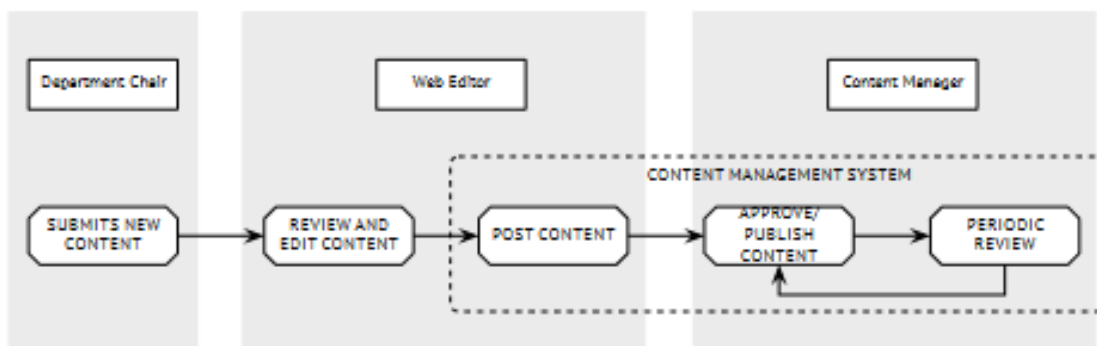 Department Chair
Web Editor
Content Manager
CONTENT MANAGEMENT SYSTEM
SUBMITS NEW
CONTENT
REVIEW AND
EDIT CONTENT
POST CONTENT
APPROVE/
PUBLISH
CONTENT
PERIODIC
REVIEW